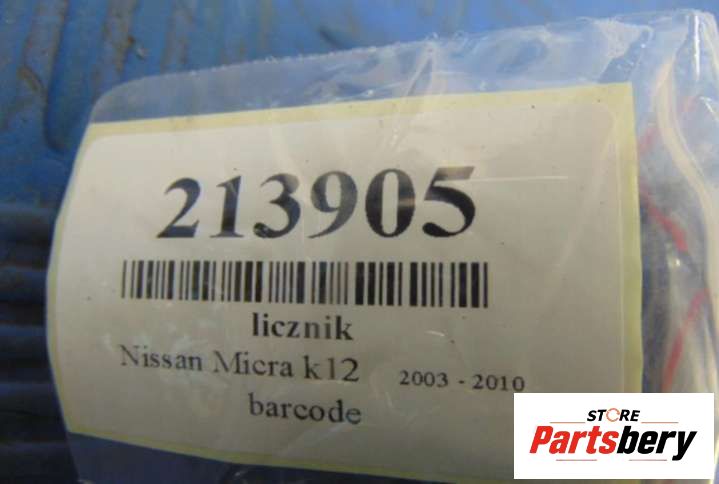 213905
licznik
Nissan Micra k12 2003 - 2010
barcode
STORE
Partsbery